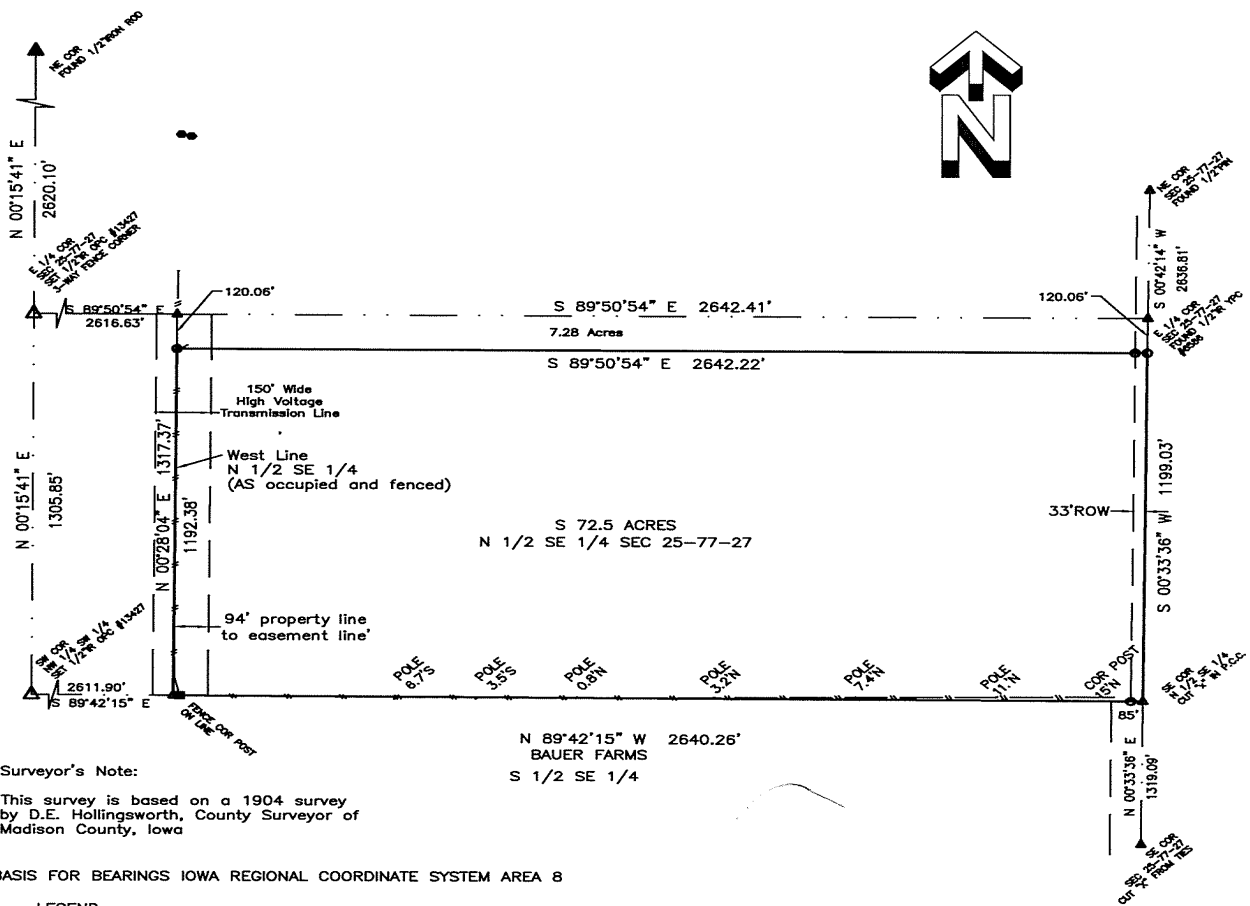 NE COR
FOUND 1/2"IRON ROD
N
NE COR
SEC 25-77-27
FOUND 1/2"PIN
N 00°15'41" E
2620.10'
S 00°42'14" W
2636.81'
E 1/4 COR
SEC 25-77-27
SET 1/2"IR OPC #13427
3-WAY FENCE CORNER
120.06'
S 89°50'54" E
2616.63'
S 89°50'54" E 2642.41'
120.06'
E 1/4 COR
SEC 25-77-27
FOUND 1/2"IR YPC
7.28 Acres
S 89°50'54" E 2642.22'
150' Wide
High Voltage
Transmission Line
N 00°15'41" E
1305.85'
N 00°28'04" E 1317.37'
1192.38'
West Line
N 1/2 SE 1/4
(AS occupied and fenced)
S 72.5 ACRES
N 1/2 SE 1/4 SEC 25-77-27
33'ROW
S 00°33'36" W 1199.03'
94' property line
to easement line'
SW COR
NW 1/4 SW 1/4
SET 1/2"IR OPC #13427
2611.90'
S 89°42'15" E
FENCE COR POST
ON LINE
POLE
6.7'S
POLE
3.5'S
POLE
0.8'N
POLE
3.2'N
POLE
7.4'N
POLE
11.'N
COR POST
15'N
85'
SE COR
N 1/2 SE 1/4
CUT "X" IN P.C.C.
N 89°42'15" W 2640.26'
BAUER FARMS
S 1/2 SE 1/4
N 00°33'36" E
1319.09'
SE COR
SEC 25-77-27
CUT "X" FROM TIES
Surveyor's Note:
This survey is based on a 1904 survey
by D.E. Hollingsworth, County Surveyor of
Madison County, Iowa
BASIS FOR BEARINGS IOWA REGIONAL COORDINATE SYSTEM AREA 8
LEGEND